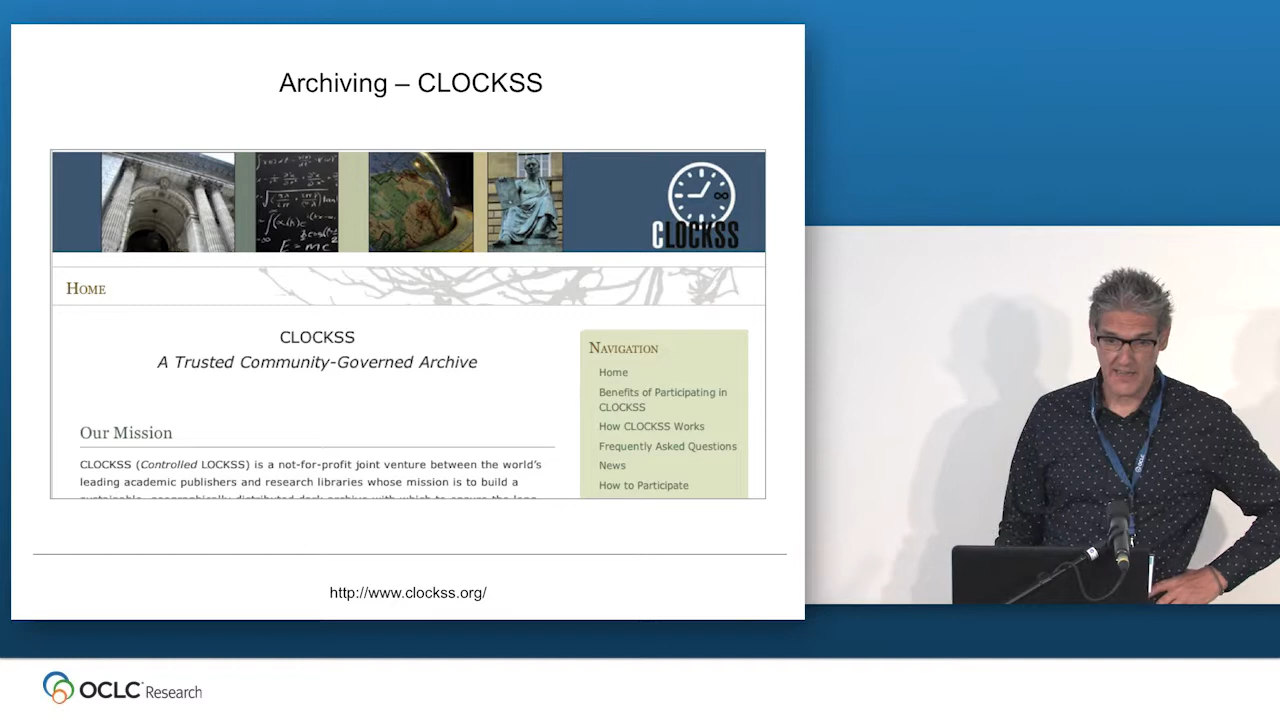 Archiving – CLOCKSS
CLOCKSS
HOME
CLOCKSS
A Trusted Community-Governed Archive
Our Mission
CLOCKSS (Controlled LOCKSS) is a not-for-profit joint venture between the world's
leading academic publishers and research libraries whose mission is to build a
NAVIGATION
Home
Benefits of Participating in
CLOCKSS
How CLOCKSS Works
Frequently Asked Questions
News
How to Participate
http://www.clockss.org/
OCLC
OCLC Research